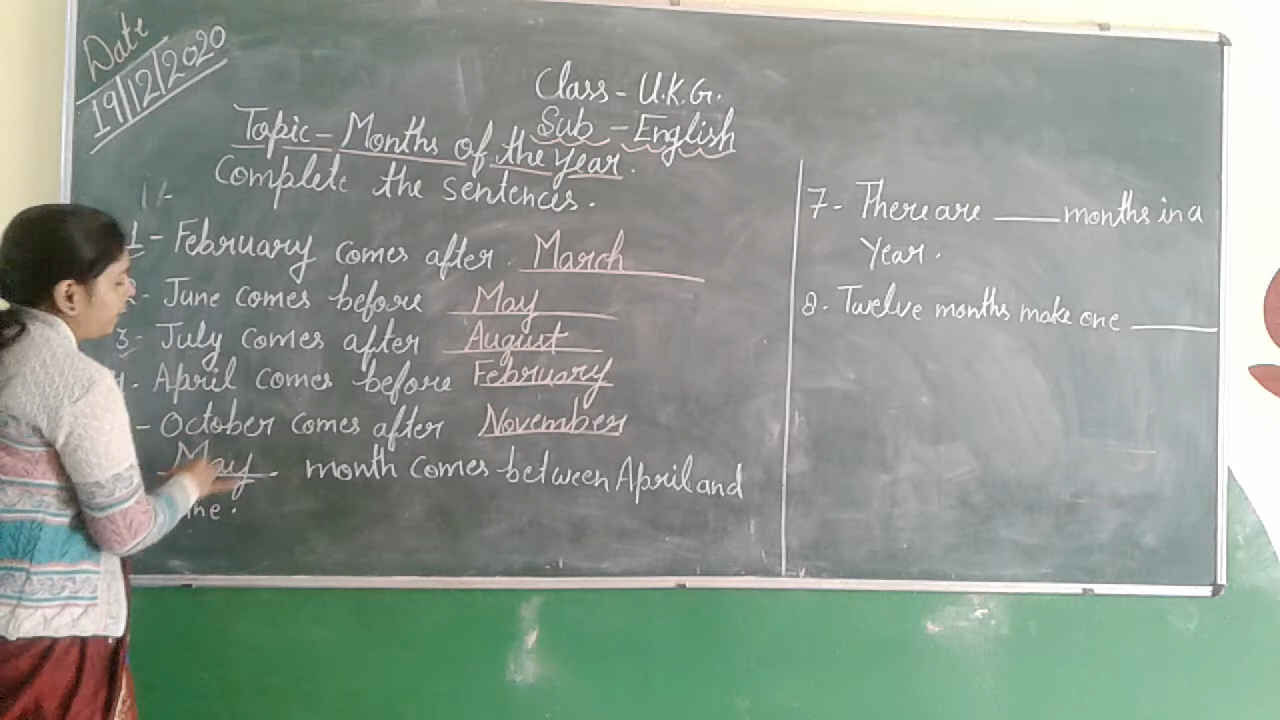 Date
19/12/2020
Class - U.K.G.
Sub - English
Topic - Months of the year.
Complete the sentences.
1 - February comes after. March
2- June comes before May
3- July comes after August
4- April comes before February
- October comes after November
May month comes between April and
ne.
7 - There are ____ months in a
Year.
8 - Twelve months make one ____